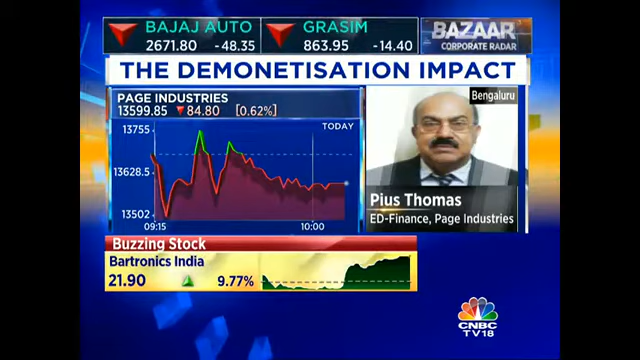 BAJAJ AUTO
2671.80 -48.35
GRASIM
863.95 -14.40
BAZAAR
CORPORATE RADAR
THE DEMONETISATION IMPACT
PAGE INDUSTRIES
13599.85 84.80 [0.62%]
TODAY
13755
13628.5
13502
09:15 10:00
Bengaluru
Pius Thomas
ED-Finance, Page Industries
Buzzing Stock
Bartronics India
21.90 9.77%
CNBC
TV18